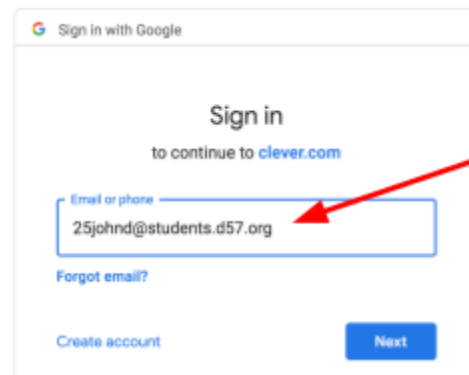 Sign in with Google
Sign in
to continue to clever.com
Email or phone
25johnd@students.d57.org
Forgot email?
Create account
Next